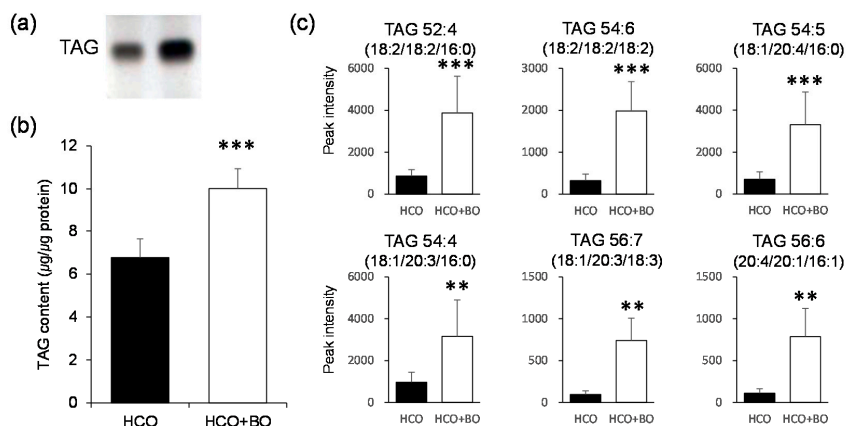 (a)
TAG
(b)
***
12
10
8
6
4
2
0
TAG content (μg/μg protein)
HCO
HCO+BO
(c)
TAG 52:4
(18:2/18:2/16:0)
***
6000
4000
2000
0
Peak intensity
HCO
HCO+BO
TAG 54:6
(18:2/18:2/18:2)
***
3000
2000
1000
0
HCO
HCO+BO
TAG 54:5
(18:1/20:4/16:0)
***
6000
4000
2000
0
HCO
HCO+BO
TAG 54:4
(18:1/20:3/16:0)
**
6000
4000
2000
0
Peak intensity
HCO
HCO+BO
TAG 56:7
(18:1/20:3/18:3)
**
1500
1000
500
0
HCO
HCO+BO
TAG 56:6
(20:4/20:1/16:1)
**
1500
1000
500
0
HCO
HCO+BO